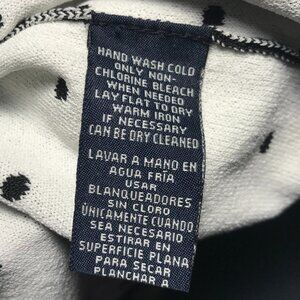 HAND WASH COLD
ONLY NON-
CHLORINE BLEACH
WHEN NEEDED
LAY FLAT TO DRY
WARM IRON
IF NECESSARY
CAN BE DRY CLEANED
LAVAR A MANO EN
AGUA FRÍA
USAR
BLANQUEADORES
SIN CLORO
ÚNICAMENTE CUANDO
SEA NECESARIO
ESTIRAR EN
SUPERFICIE PLANA
PARA SECAR
PLANCHAR A